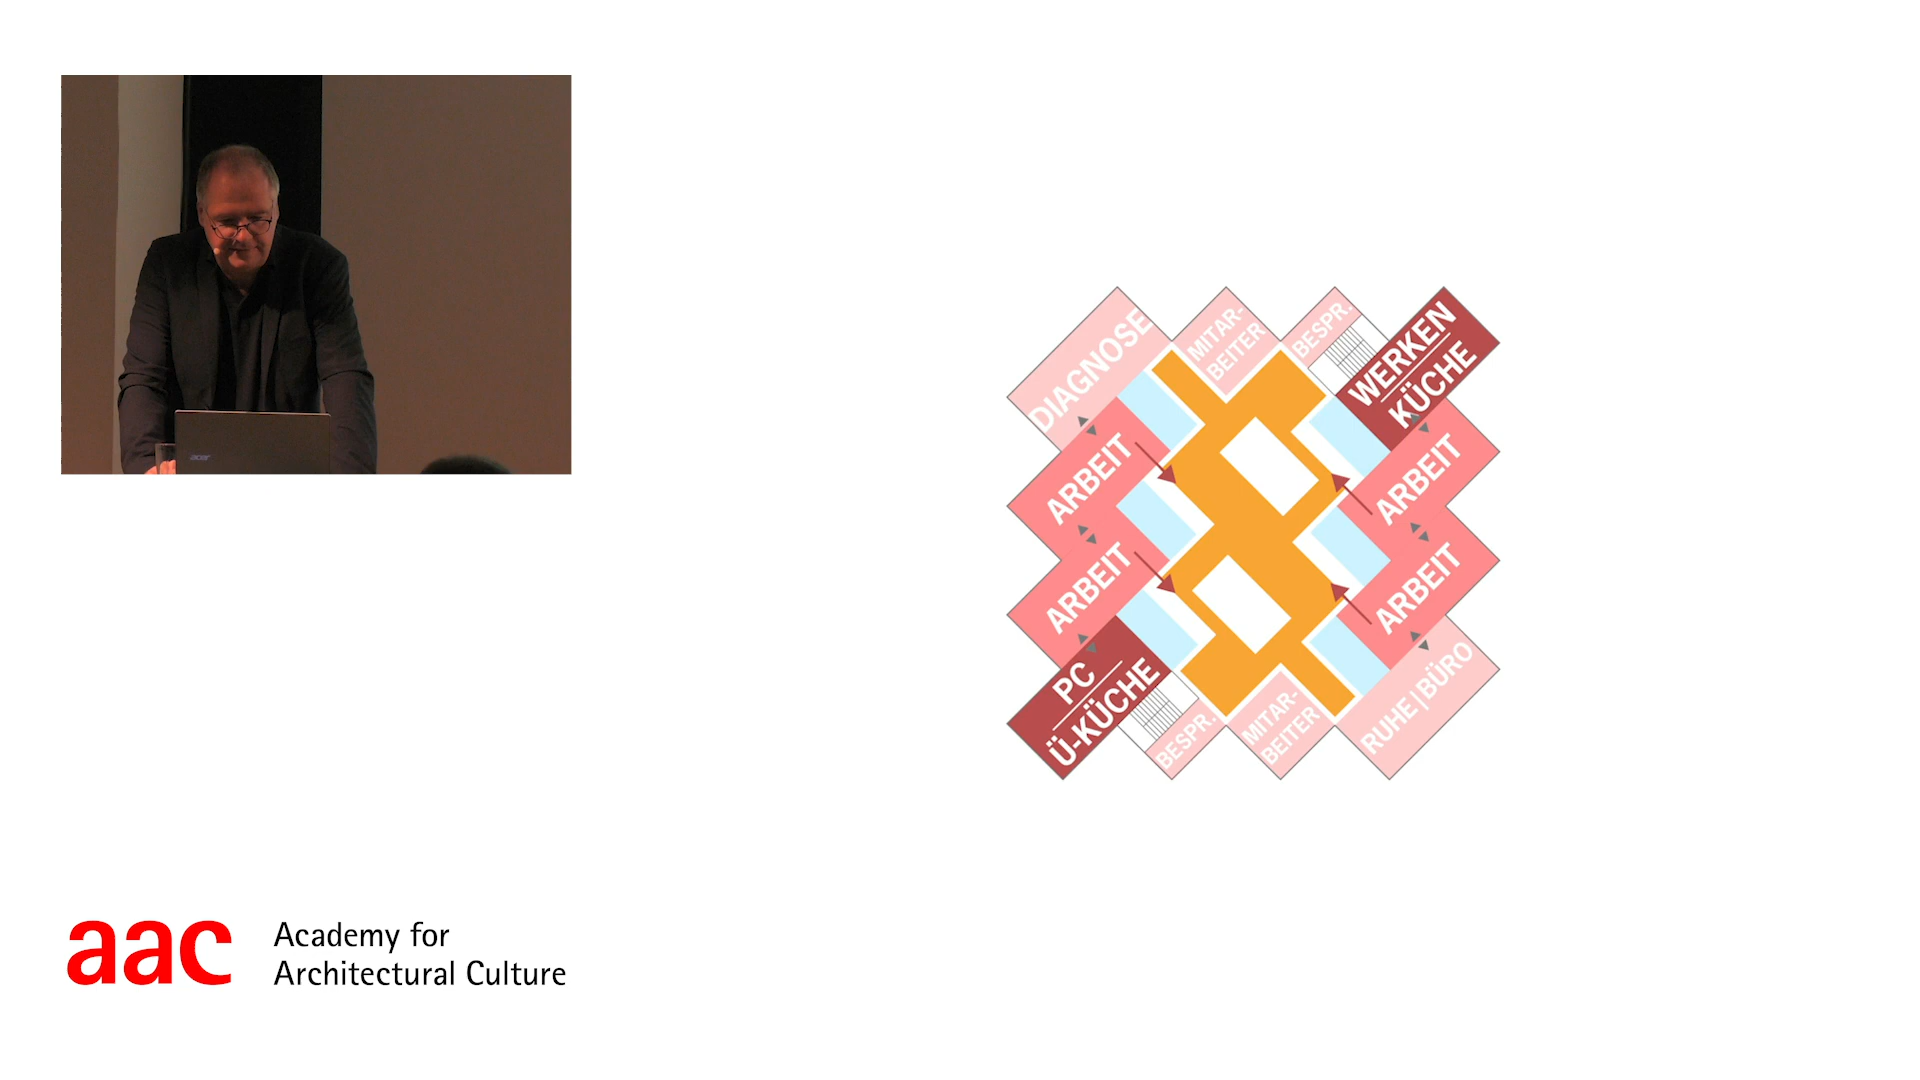 acer
DIAGNOSE
MITAR-
BEITER
BESPR.
WERKEN
KÜCHE
ARBEIT
ARBEIT
ARBEIT
ARBEIT
PC
Ü-KÜCHE
BESPR.
MITAR-
BEITER
RUHE|BÜRO
aac
Academy for
Architectural Culture